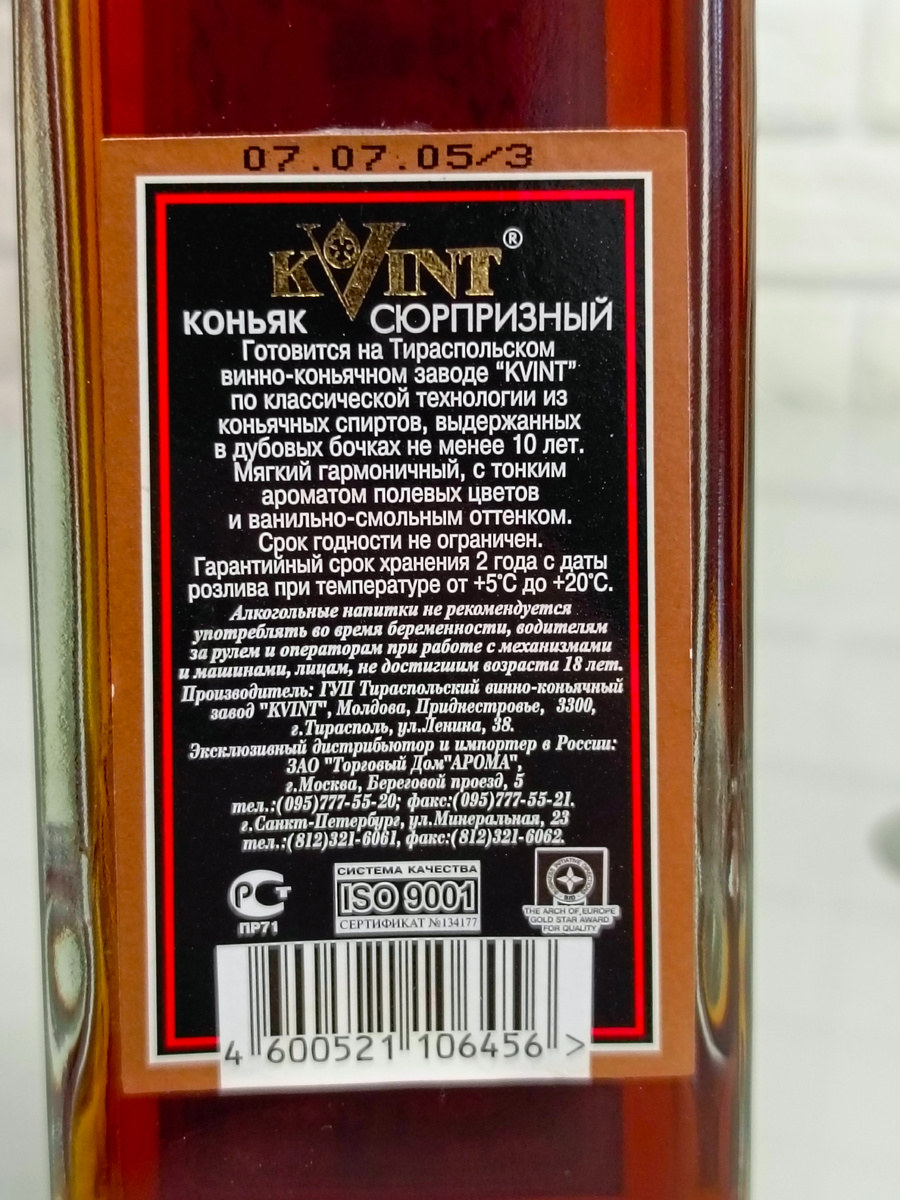 07.07.05/3
KVINT®
КОНЬЯК СЮРПРИЗНЫЙ
Готовится на Тираспольском
винно-коньячном заводе "KVINT"
по классической технологии из
коньячных спиртов, выдержанных
в дубовых бочках не менее 10 лет.
Мягкий гармоничный, с тонким
ароматом полевых цветов
и ванильно-смольным оттенком.
Срок годности не ограничен.
Гарантийный срок хранения 2 года с даты
розлива при температуре от +5°C до +20°C.
Алкогольные напитки не рекомендуется
употреблять во время беременности, водителям
за рулем и операторам при работе с механизмами
и машинами, лицам, не достигшим возраста 18 лет.
Производитель: ГУП Тираспольский винно-коньячный
завод "KVINT", Молдова, Приднестровье, 3300,
г.Тирасполь, ул.Ленина, 38.
Эксклюзивный дистрибьютор и импортер в России:
ЗАО "Торговый Дом"АРОМА",
г.Москва, Береговой проезд, 5
тел.:(095)777-55-20; факс:(095)777-55-21.
г.Санкт-Петербург, ул.Минеральная, 23
тел.:(812)321-6061, факс:(812)321-6062.
РСТ
ПР71
СИСТЕМА КАЧЕСТВА
ISO 9001
СЕРТИФИКАТ №134177
BID
THE ARCH OF EUROPE
GOLD STAR AWARD
FOR QUALITY
4 600521 106456 >